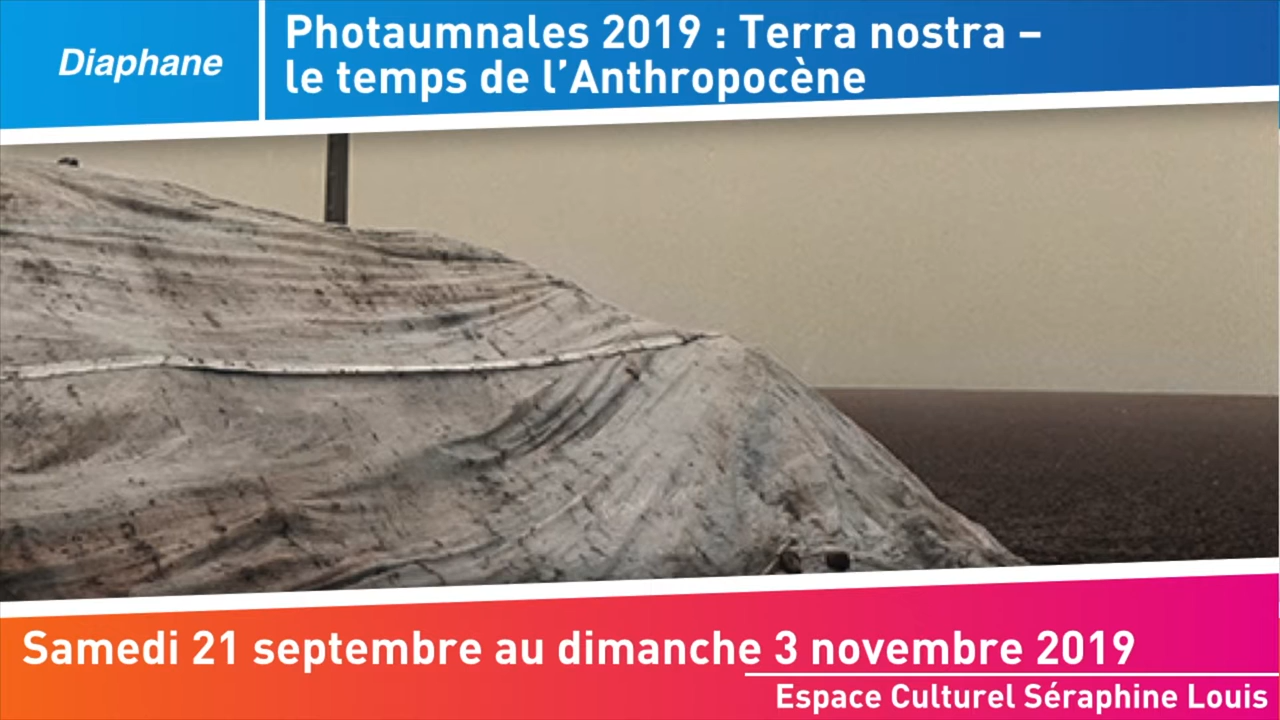 Diaphane
Photaumnales 2019 : Terra nostra –
le temps de l’Anthropocène
Samedi 21 septembre au dimanche 3 novembre 2019
Espace Culturel Séraphine Louis